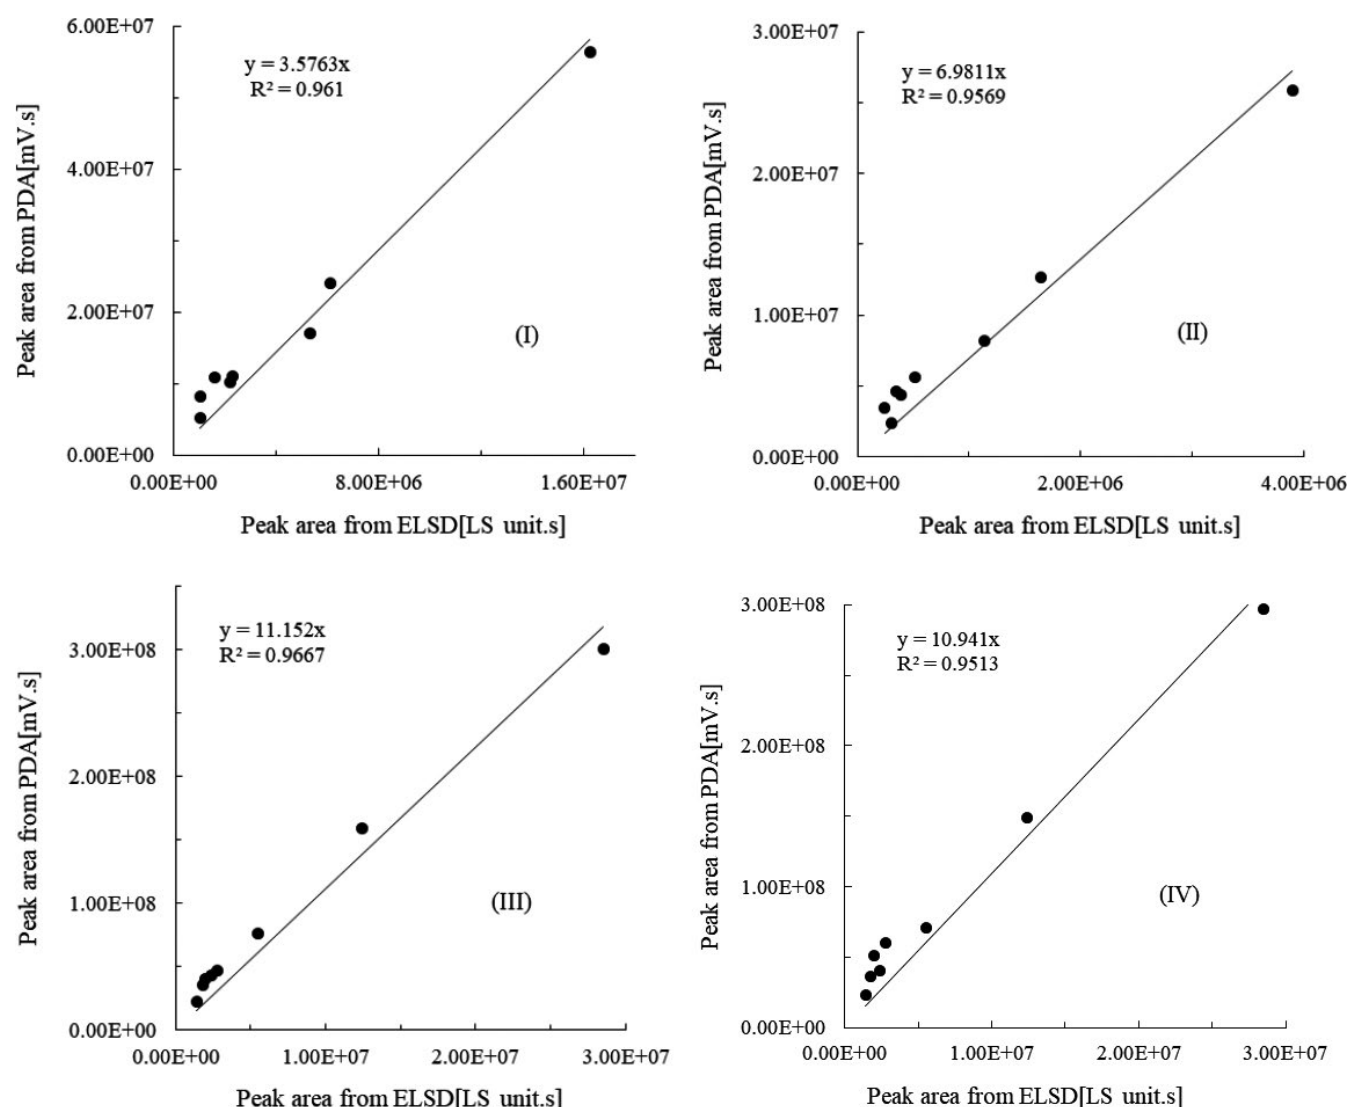 6.00E+07
4.00E+07
2.00E+07
0.00E+00
Peak area from PDA[mV.s]
y = 3.5763x
R² = 0.961
(I)
0.00E+00 8.00E+06 1.60E+07
Peak area from ELSD[LS unit.s]
3.00E+07
2.00E+07
1.00E+07
0.00E+00
Peak area from PDA[mV.s]
y = 6.9811x
R² = 0.9569
(II)
0.00E+00 2.00E+06 4.00E+06
Peak area from ELSD[LS unit.s]
3.00E+08
2.00E+08
1.00E+08
0.00E+00
Peak area from PDA[mV.s]
y = 11.152x
R² = 0.9667
(III)
0.00E+00 1.00E+07 2.00E+07 3.00E+07
Peak area from ELSD[LS unit.s]
3.00E+08
2.00E+08
1.00E+08
0.00E+00
Peak area from PDA[mV.s]
y = 10.941x
R² = 0.9513
(IV)
0.00E+00 1.00E+07 2.00E+07 3.00E+07
Peak area from ELSD[LS unit.s]